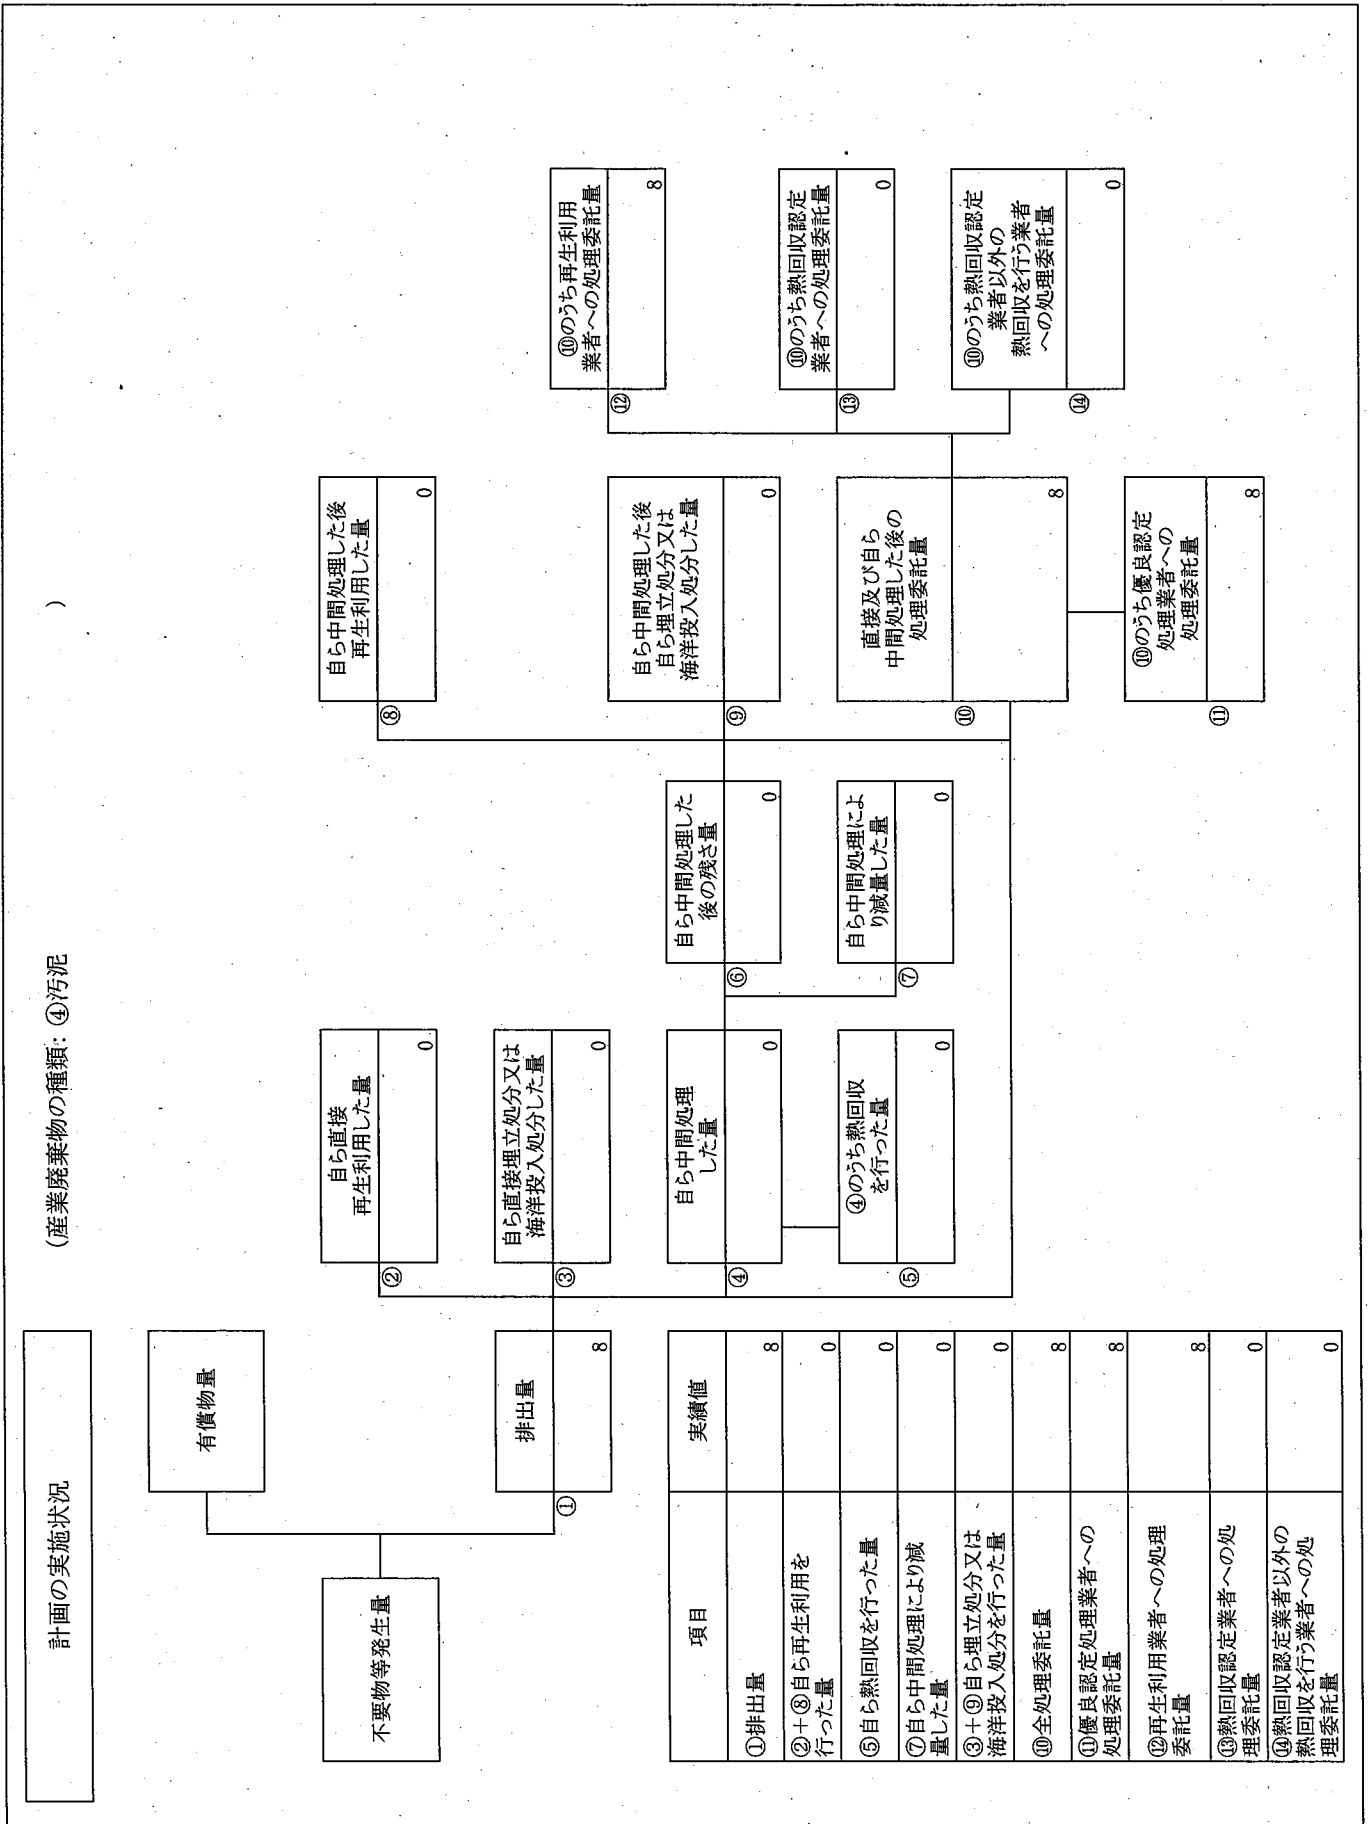 計画の実施状況
(産業廃棄物の種類：④汚泥
)
不要物等発生量
有償物量
①
排出量
8
②
自ら直接
再生利用した量
0
③
自ら直接埋立処分又は
海洋投入処分した量
0
④
自ら中間処理
した量
0
⑤
④のうち熱回収
を行った量
0
⑥
自ら中間処理した
後の残さ量
0
⑦
自ら中間処理によ
り減量した量
0
⑧
自ら中間処理した後
再生利用した量
0
⑨
自ら中間処理した後
自ら埋立処分又は
海洋投入処分した量
0
⑩
直接及び自ら
中間処理した後の
処理委託量
8
⑪
⑩のうち優良認定
処理業者への
処理委託量
8
⑫
⑩のうち再生利用
業者への処理委託量
8
⑬
⑩のうち熱回収認定
業者への処理委託量
0
⑭
⑩のうち熱回収認定
業者以外の
熱回収を行う業者
への処理委託量
0
項目 実績値
①排出量 8
②+⑧自ら再生利用を
行った量 0
⑤自ら熱回収を行った量 0
⑦自ら中間処理により減
量した量 0
③+⑨自ら埋立処分又は
海洋投入処分を行った量 0
⑩全処理委託量 8
⑪優良認定処理業者への
処理委託量 8
⑫再生利用業者への処理
委託量 8
⑬熱回収認定業者への処
理委託量 0
⑭熱回収認定業者以外の
熱回収を行う業者への処
理委託量 0